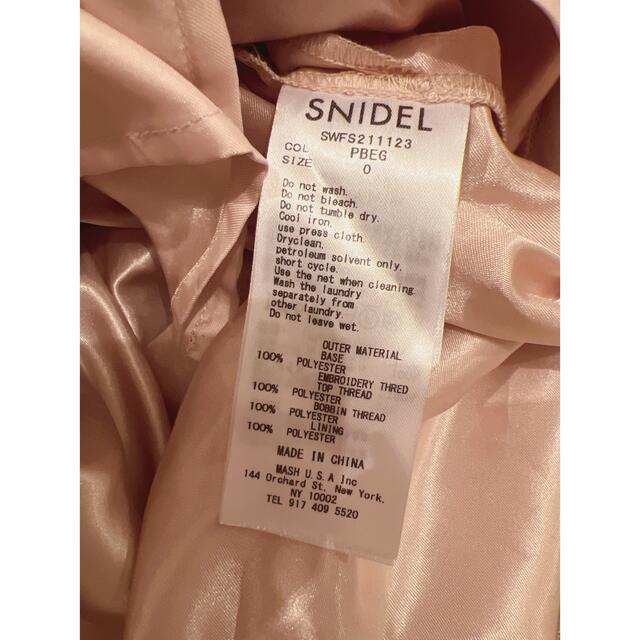 SNIDEL
SWFS211123
COL PBEG
SIZE 0
Do not wash.
Do not bleach.
Do not tumble dry.
Cool iron.
use press cloth.
Dryclean.
petroleum solvent only.
short cycle.
Use the net when cleaning.
Wash the laundry
separately from
other laundry.
Do not leave wet.
OUTER MATERIAL
BASE
100% POLYESTER
EMBROIDERY THRED
TOP THREAD
100% POLYESTER
BOBBIN THREAD
100% POLYESTER
LINING
100% POLYESTER
MADE IN CHINA
MASH U.S.A Inc
144 Orchard St, New York.
NY 10002
TEL 917 409 5520